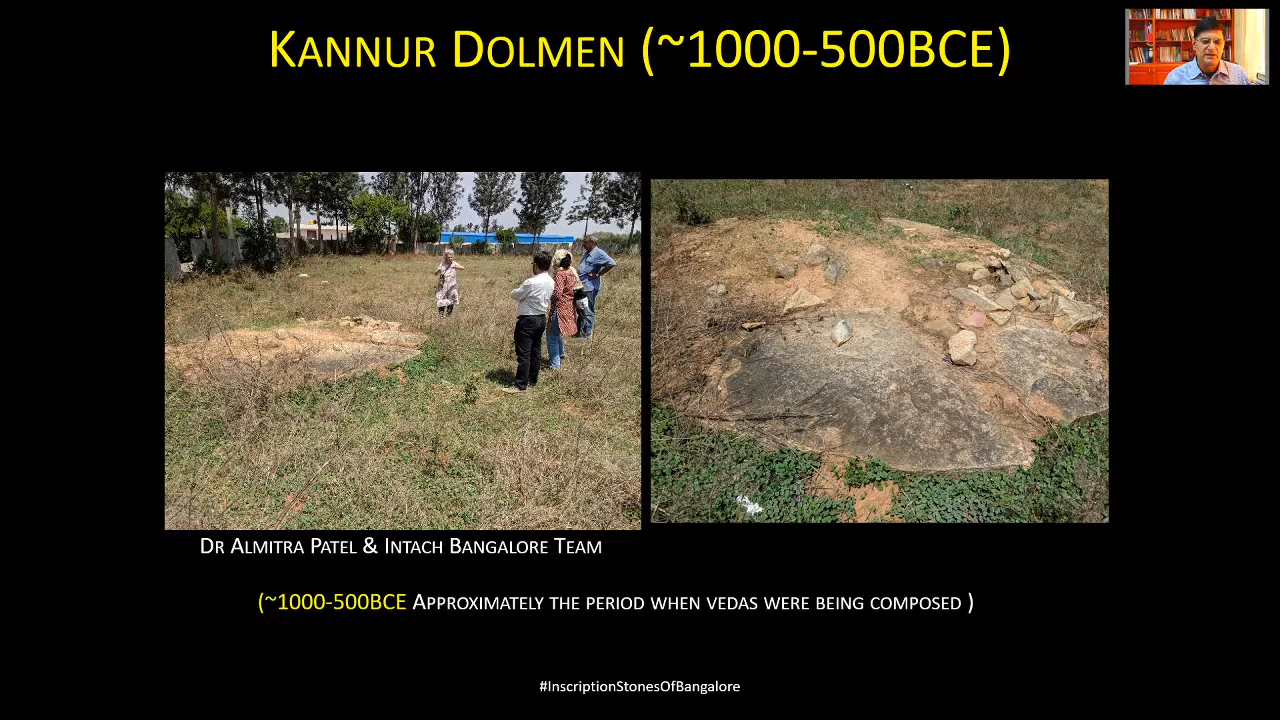 Kannur Dolmen (~1000-500BCE)
Dr Almitra Patel & Intach Bangalore Team
(~1000-500BCE Approximately the period when vedas were being composed )
#InscriptionStonesOfBangalore